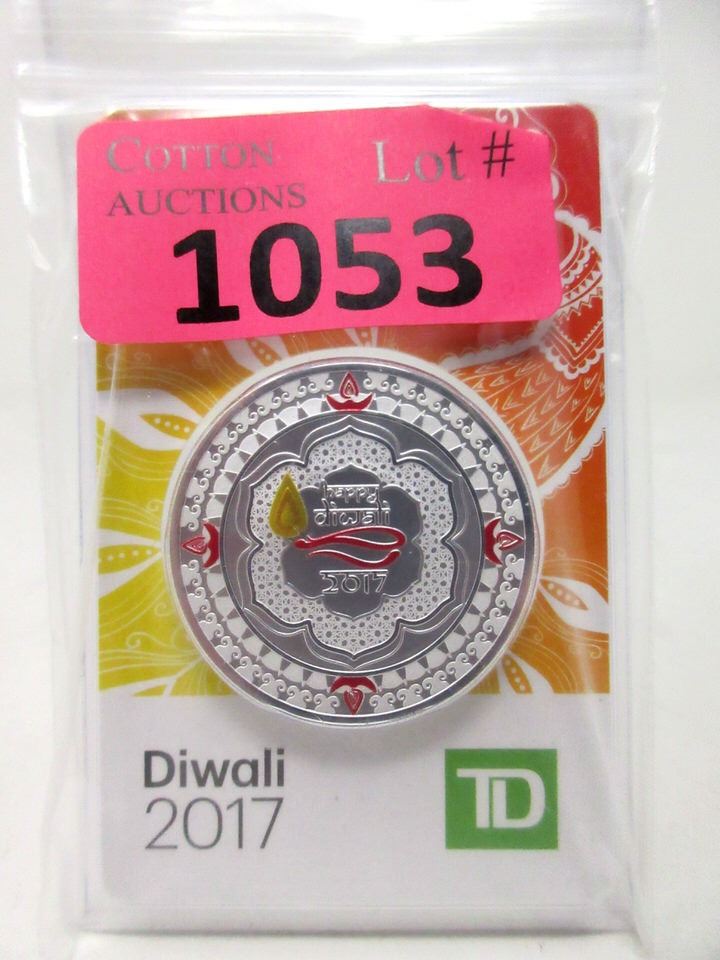 COTTON
AUCTIONS
Lot #
1053
happy
diwali
2017
Diwali
2017
TD